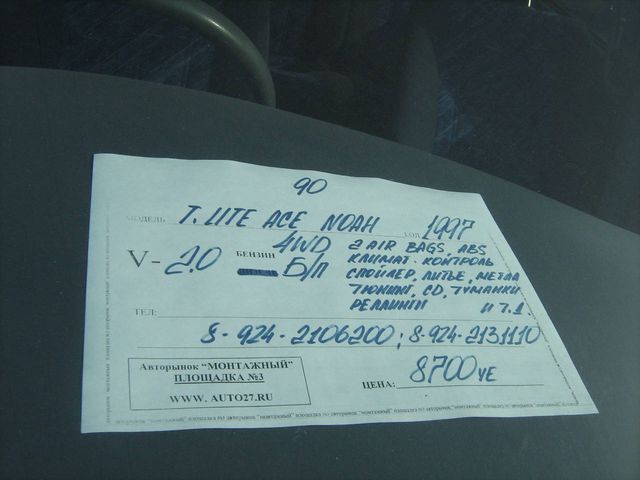 90
МОДЕЛЬ T. LITE ACE NOAH ГОД 1997
V- 2.0 БЕНЗИН 4WD Б/П
2 AIR BAGS, ABS
КЛИМАТ-КОНТРОЛЬ
СПОЙЛЕР, ЛИТЬЕ, МЕТЛА
ТЮНИНГ, CD, ТУМАНКИ
РЕЛЛИНГИ И Т.Д.
ТЕЛ:
8-924-2106200; 8-924-2131110
Авторынок "МОНТАЖНЫЙ"
ПЛОЩАДКА №3
WWW. AUTO27.RU
ЦЕНА: 8700 УЕ